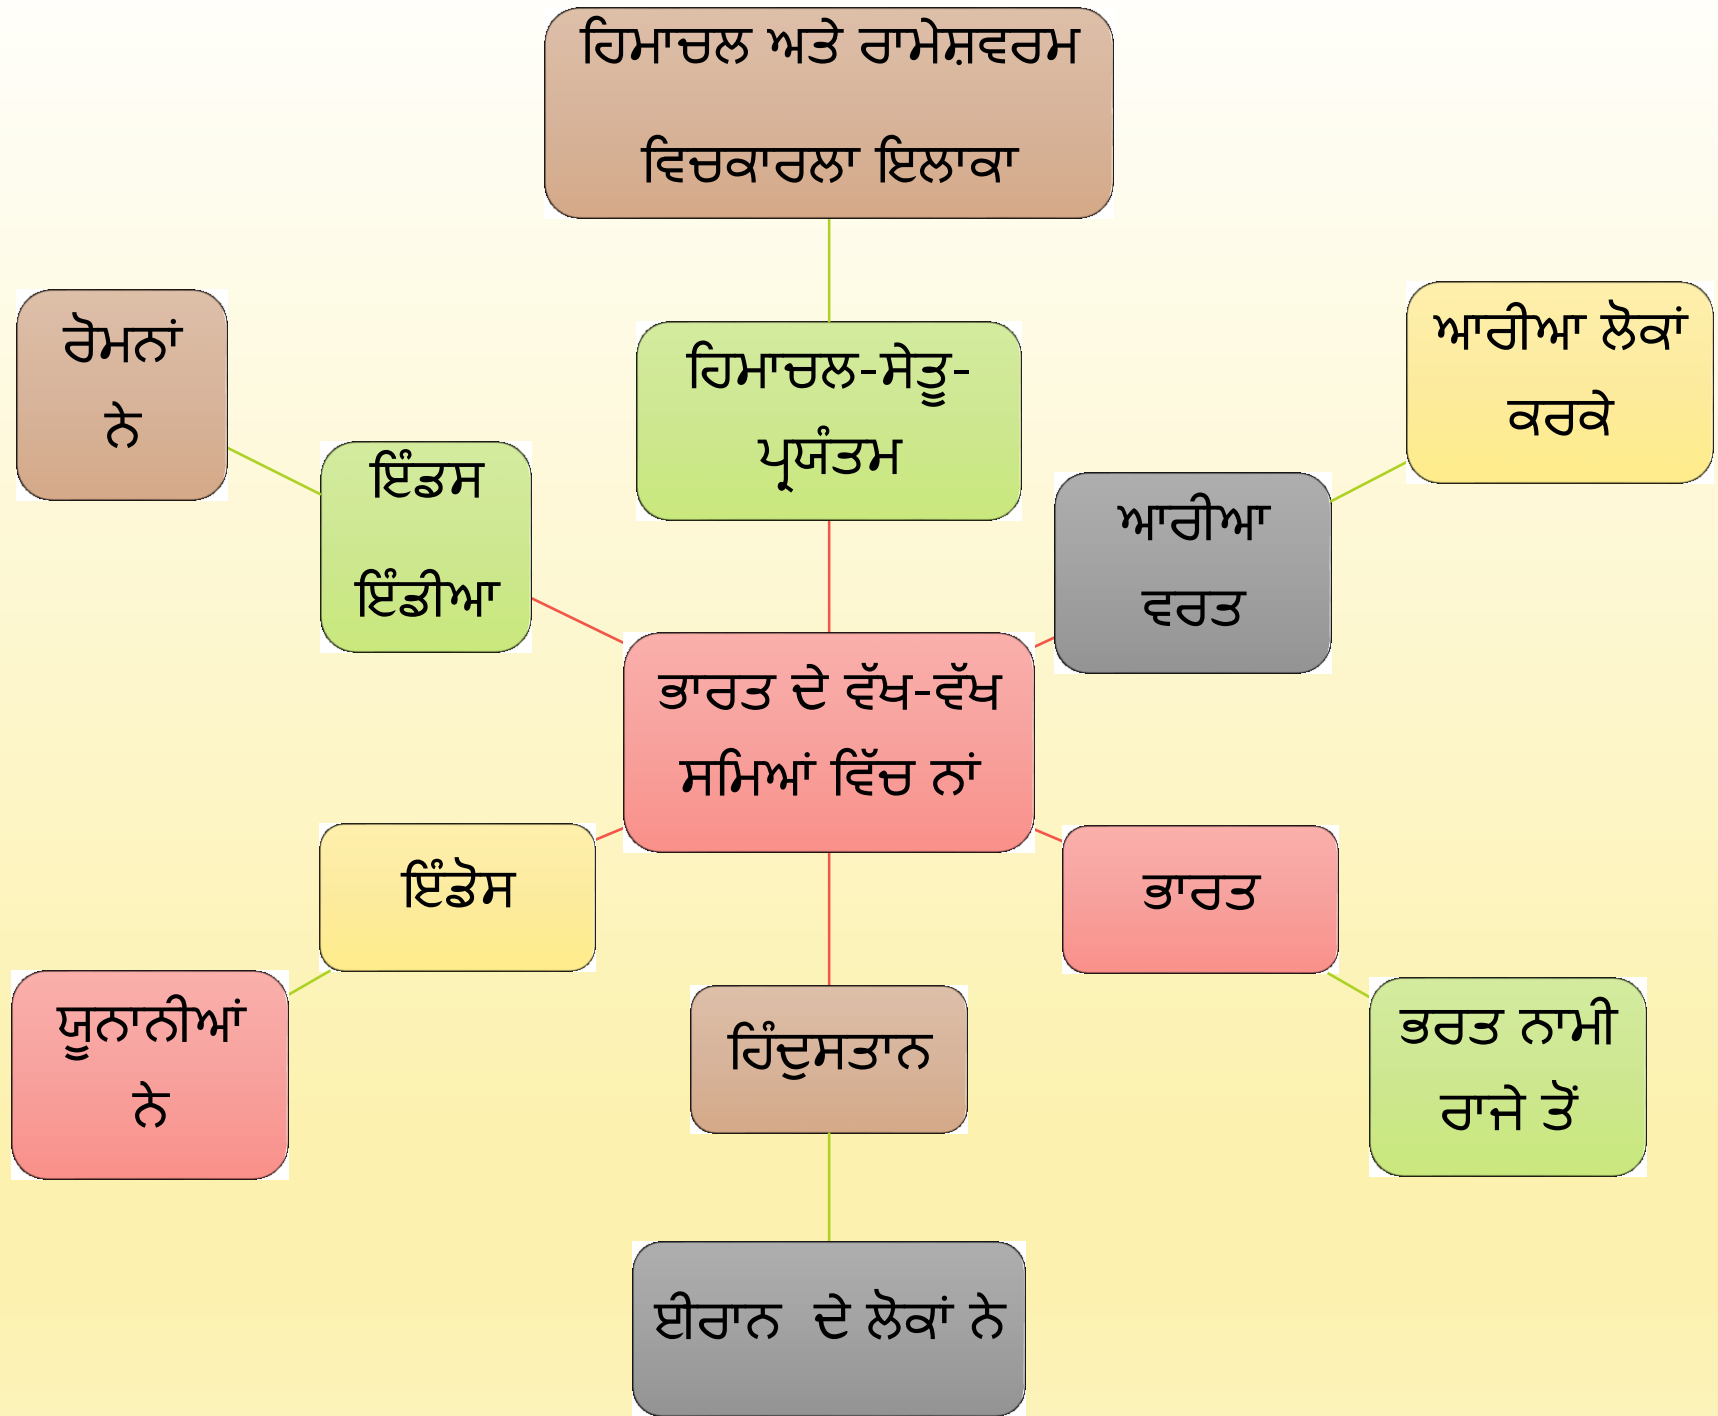 ਹਿਮਾਚਲ ਅਤੇ ਰਾਮੇਸ਼ਵਰਮ
ਵਿਚਕਾਰਲਾ ਇਲਾਕਾ
ਹਿਮਾਚਲ-ਸੇਤੂ-
ਪ੍ਰਯੰਤਮ
ਰੋਮਨਾਂ
ਨੇ
ਇੰਡਸ
ਇੰਡੀਆ
ਆਰੀਆ ਲੋਕਾਂ
ਕਰਕੇ
ਆਰੀਆ
ਵਰਤ
ਭਾਰਤ ਦੇ ਵੱਖ-ਵੱਖ
ਸਮਿਆਂ ਵਿੱਚ ਨਾਂ
ਇੰਡੋਸ
ਯੂਨਾਨੀਆਂ
ਨੇ
ਭਾਰਤ
ਭਰਤ ਨਾਮੀ
ਰਾਜੇ ਤੋਂ
ਹਿੰਦੁਸਤਾਨ
ਈਰਾਨ ਦੇ ਲੋਕਾਂ ਨੇ